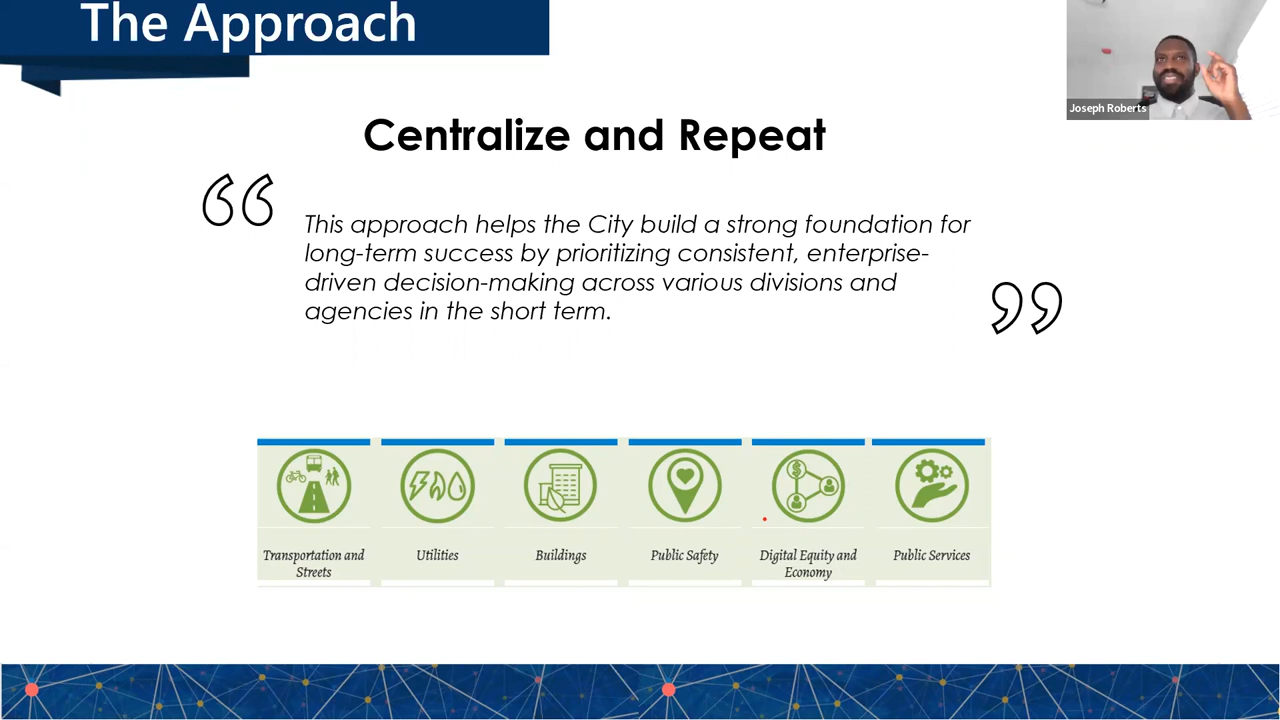 The Approach
Joseph Roberts
Centralize and Repeat
“
This approach helps the City build a strong foundation for
long-term success by prioritizing consistent, enterprise-
driven decision-making across various divisions and
agencies in the short term.
”
Transportation and
Streets
Utilities
Buildings
Public Safety
Digital Equity and
Economy
Public Services